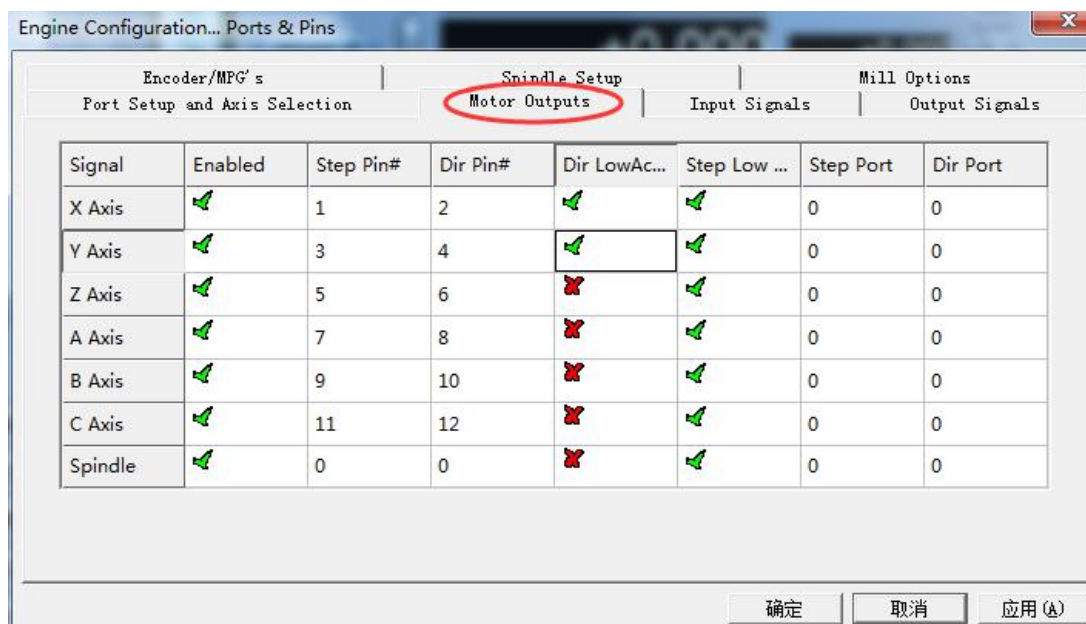 Engine Configuration... Ports & Pins
Encoder/MPG's Spindle Setup Mill Options
Port Setup and Axis Selection Motor Outputs Input Signals Output Signals
Signal Enabled Step Pin# Dir Pin# Dir LowAc... Step Low ... Step Port Dir Port
X Axis 1 2 0 0
Y Axis 3 4 0 0
Z Axis 5 6 0 0
A Axis 7 8 0 0
B Axis 9 10 0 0
C Axis 11 12 0 0
Spindle 0 0 0 0
确定 取消 应用(A)